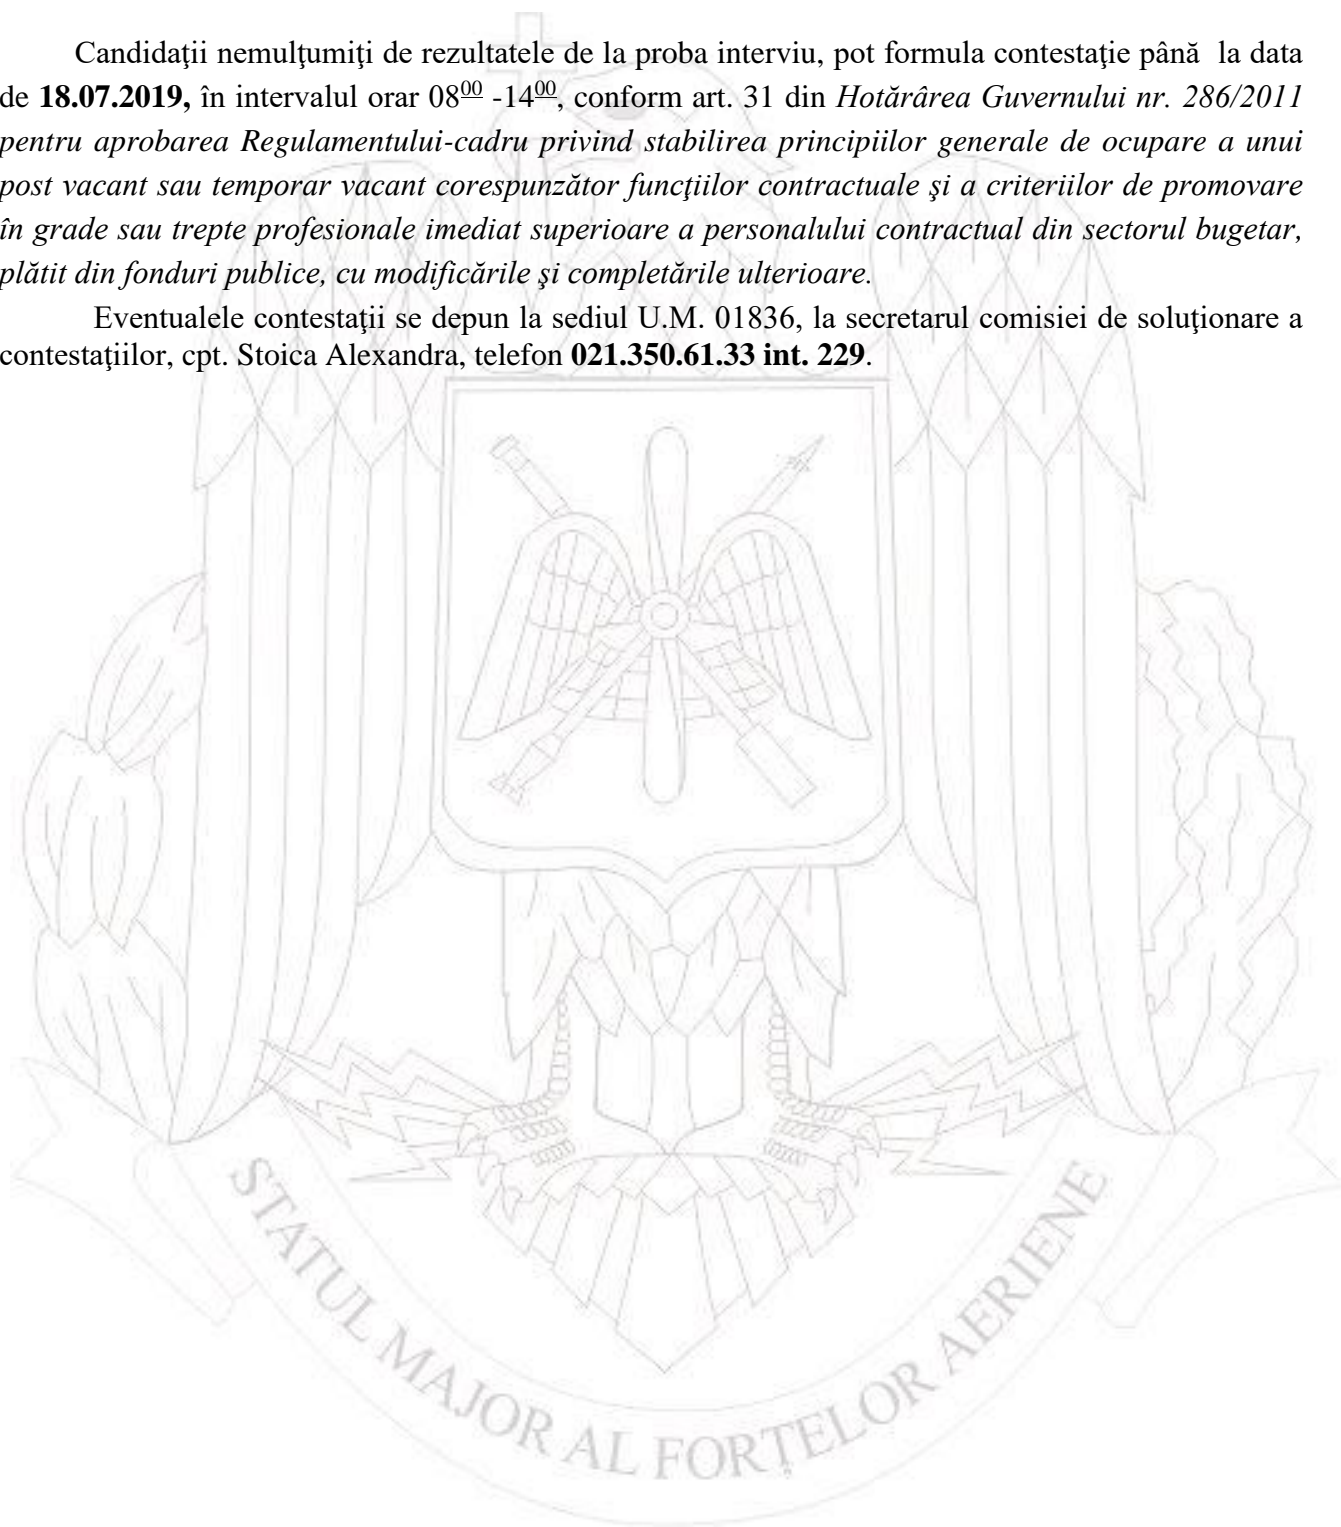 Candidaţii nemulţumiţi de rezultatele de la proba interviu, pot formula contestaţie până la data
de 18.07.2019, în intervalul orar 0800 -1400, conform art. 31 din Hotărârea Guvernului nr. 286/2011
pentru aprobarea Regulamentului-cadru privind stabilirea principiilor generale de ocupare a unui
post vacant sau temporar vacant corespunzător funcţiilor contractuale şi a criteriilor de promovare
în grade sau trepte profesionale imediat superioare a personalului contractual din sectorul bugetar,
plătit din fonduri publice, cu modificările şi completările ulterioare.
Eventualele contestaţii se depun la sediul U.M. 01836, la secretarul comisiei de soluţionare a
contestaţiilor, cpt. Stoica Alexandra, telefon 021.350.61.33 int. 229.
STATUL MAJOR AL FORȚELOR AERIENE